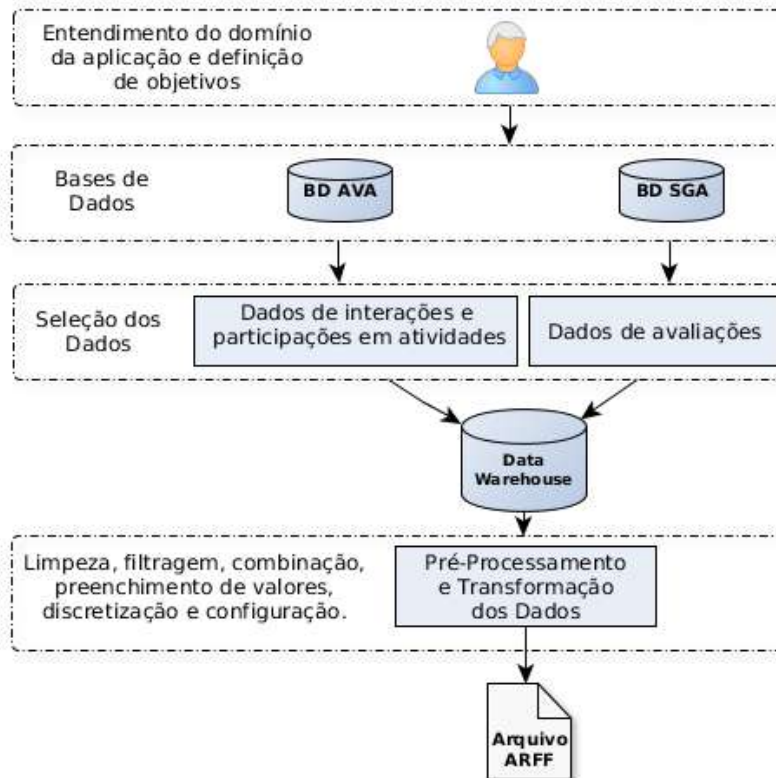 Entendimento do domínio
da aplicação e definição
de objetivos
Bases de
Dados
BD AVA
BD SGA
Seleção dos
Dados
Dados de interações e
participações em atividades
Dados de avaliações
Data
Warehouse
Limpeza, filtragem, combinação,
preenchimento de valores,
discretização e configuração.
Pré-Processamento
e Transformação
dos Dados
Arquivo
ARFF